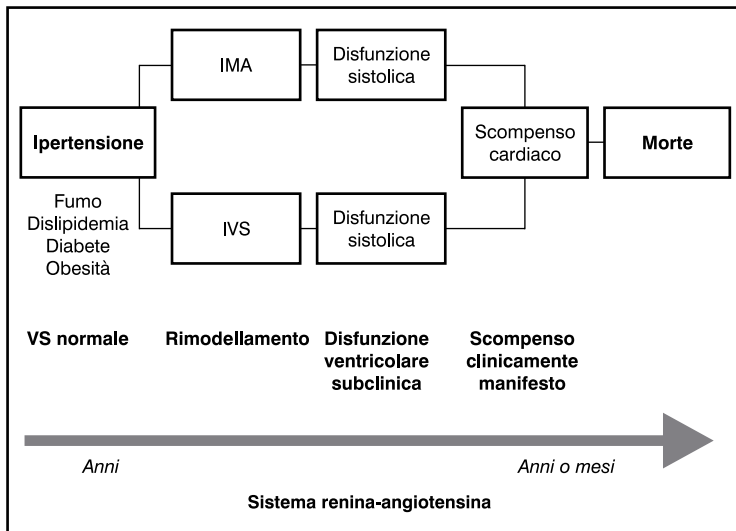 IMA
Disfunzione
sistolica
Ipertensione
Scompenso
cardiaco
Morte
Fumo
Dislipidemia
Diabete
Obesità
IVS
Disfunzione
sistolica
VS normale
Rimodellamento
Disfunzione
ventricolare
subclinica
Scompenso
clinicamente
manifesto
Anni
Anni o mesi
Sistema renina-angiotensina